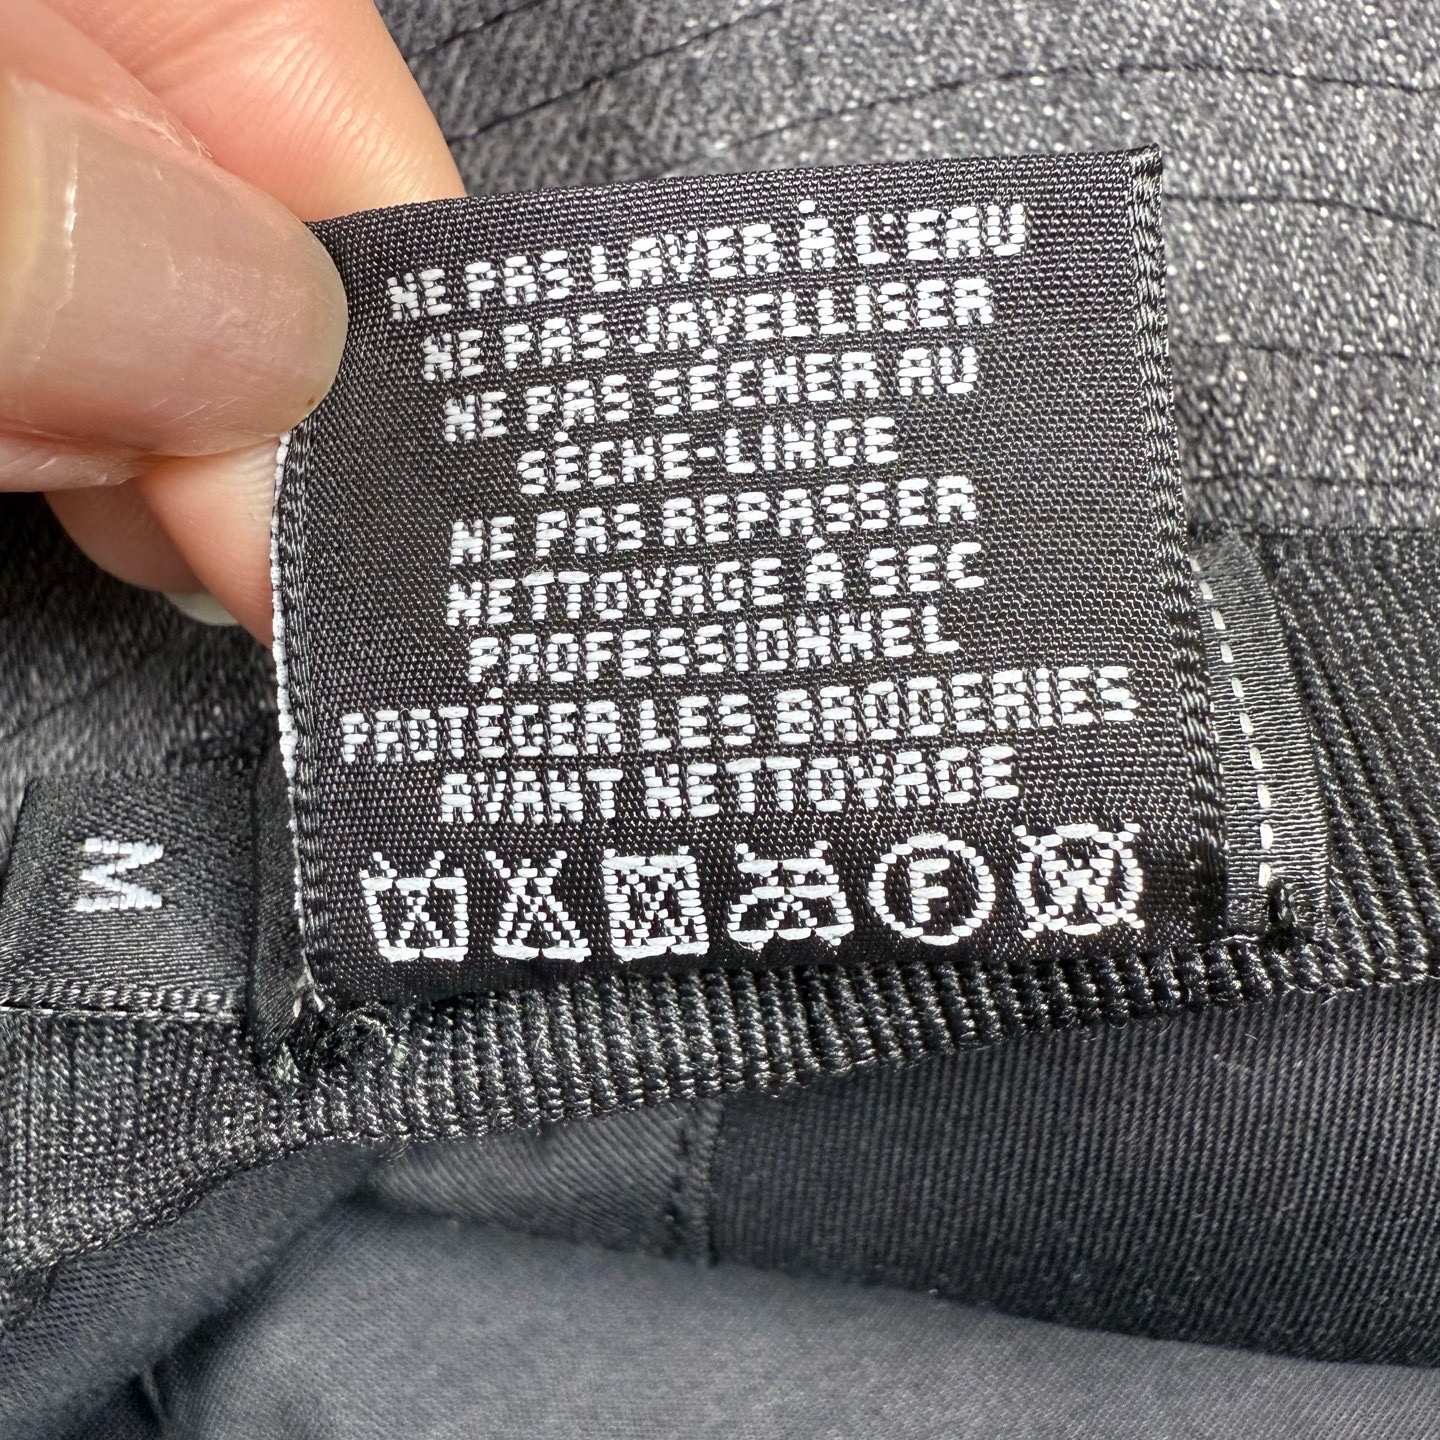 NE PAS LAVER À L'EAU
NE PAS JAVELLISER
NE PAS SÈCHER AU
SÈCHE-LINGE
NE PAS REPASSER
NETTOYAGE À SEC
PROFESSIONNEL
PROTÉGER LES BRODERIES
AVANT NETTOYAGE
F
W
M